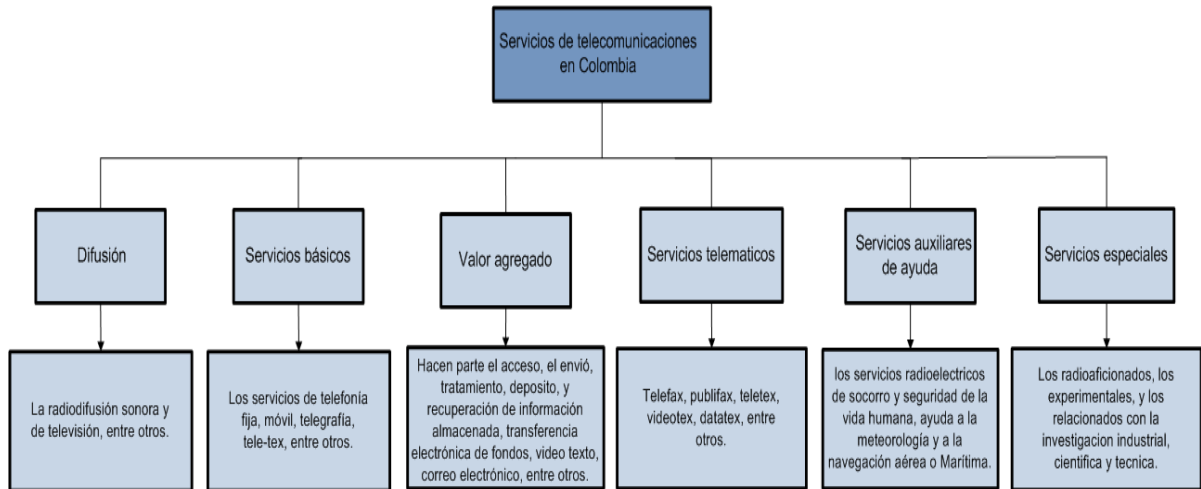 Servicios de telecomunicaciones
en Colombia
Difusión
Servicios básicos
Valor agregado
Servicios telematicos
Servicios auxiliares
de ayuda
Servicios especiales
La radiodifusión sonora y
de televisión, entre otros.
Los servicios de telefonía
fija, móvil, telegrafía,
tele-tex, entre otros.
Hacen parte el acceso, el envió,
tratamiento, deposito, y
recuperación de información
almacenada, transferencia
electrónica de fondos, video texto,
correo electrónico, entre otros.
Telefax, publifax, teletex,
videotex, datatex, entre
otros.
los servicios radioelectricos
de socorro y seguridad de la
vida humana, ayuda a la
meteorología y a la
navegación aérea o Marítima.
Los radioaficionados, los
experimentales, y los
relacionados con la
investigacion industrial,
cientifica y tecnica.